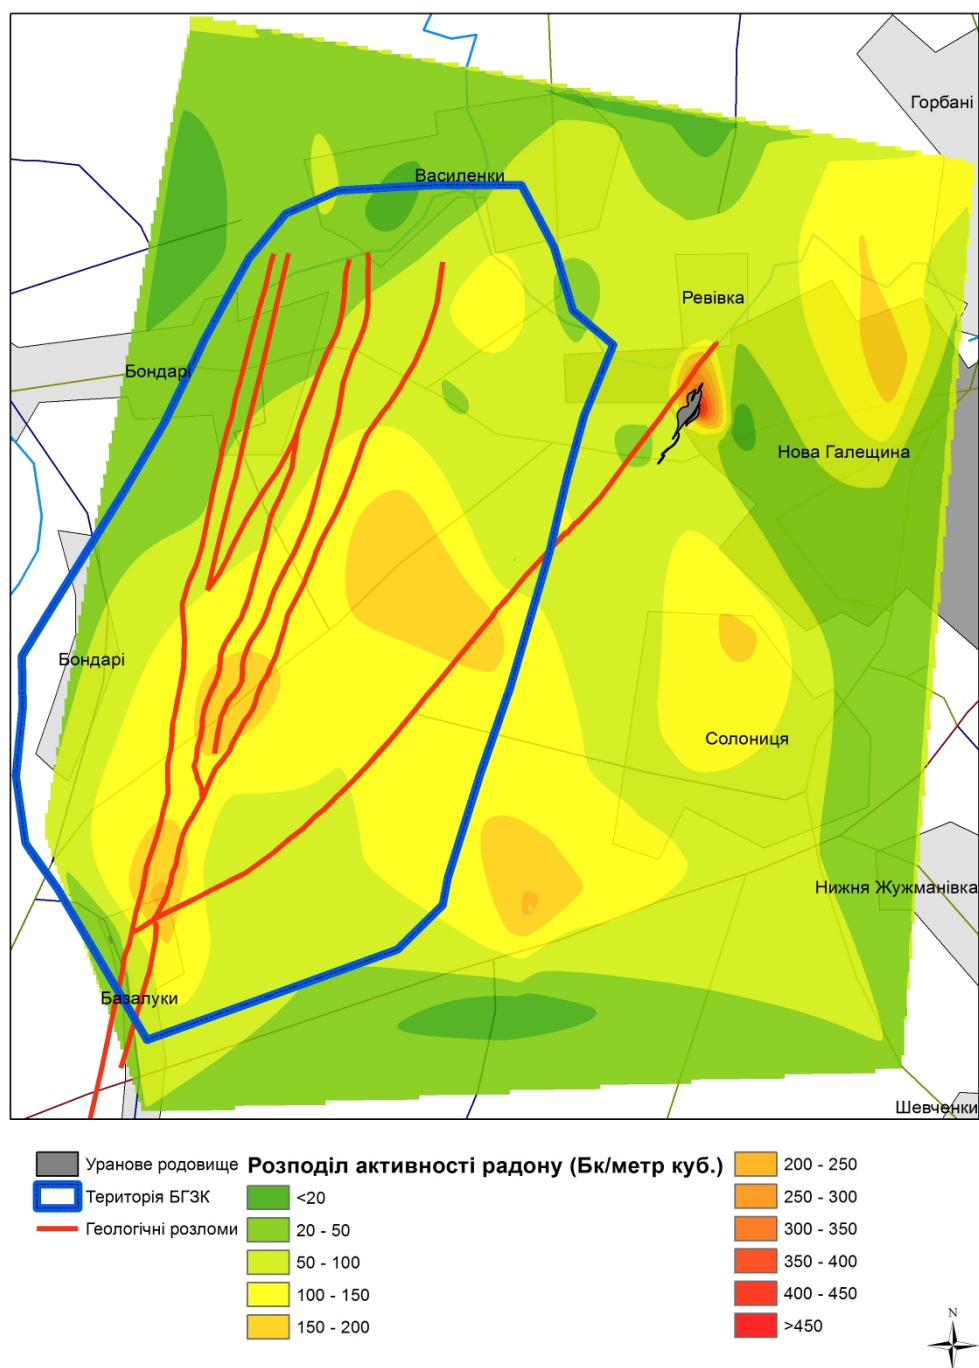 Горбані
Василенки
Ревівка
Бондарі
Нова Галещина
Бондарі
Солониця
Нижня Жужманівка
Базалуки
Шевченки
Уранове родовище
Територія БГЗК
Геологічні розломи
Розподіл активності радону (Бк/метр куб.)
<20
20 - 50
50 - 100
100 - 150
150 - 200
200 - 250
250 - 300
300 - 350
350 - 400
400 - 450
>450
N